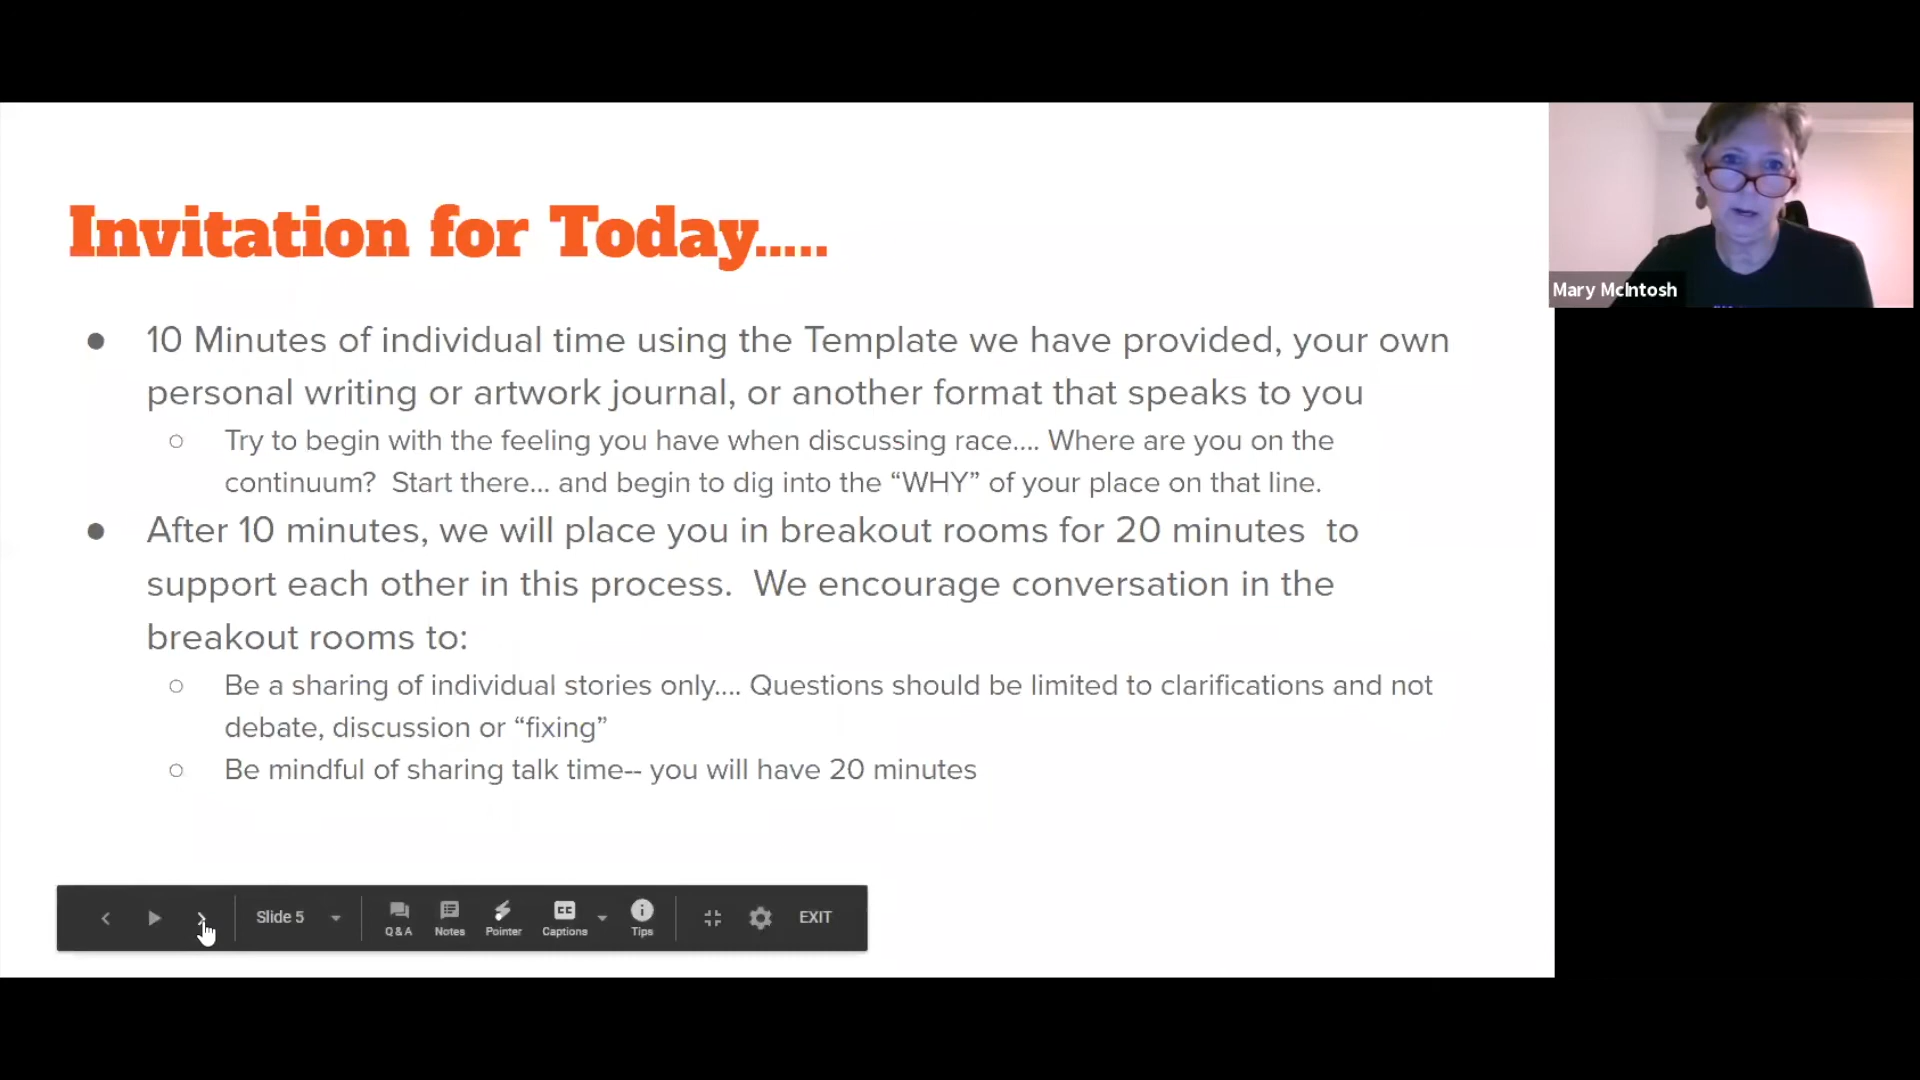 Invitation for Today.....
Mary McIntosh
● 10 Minutes of individual time using the Template we have provided, your own
personal writing or artwork journal, or another format that speaks to you
○ Try to begin with the feeling you have when discussing race.... Where are you on the
continuum?  Start there... and begin to dig into the “WHY” of your place on that line.
● After 10 minutes, we will place you in breakout rooms for 20 minutes  to
support each other in this process.  We encourage conversation in the
breakout rooms to:
○ Be a sharing of individual stories only.... Questions should be limited to clarifications and not
debate, discussion or “fixing”
○ Be mindful of sharing talk time-- you will have 20 minutes
Slide 5
Q&A
Notes
Pointer
CC
Captions
Tips
EXIT